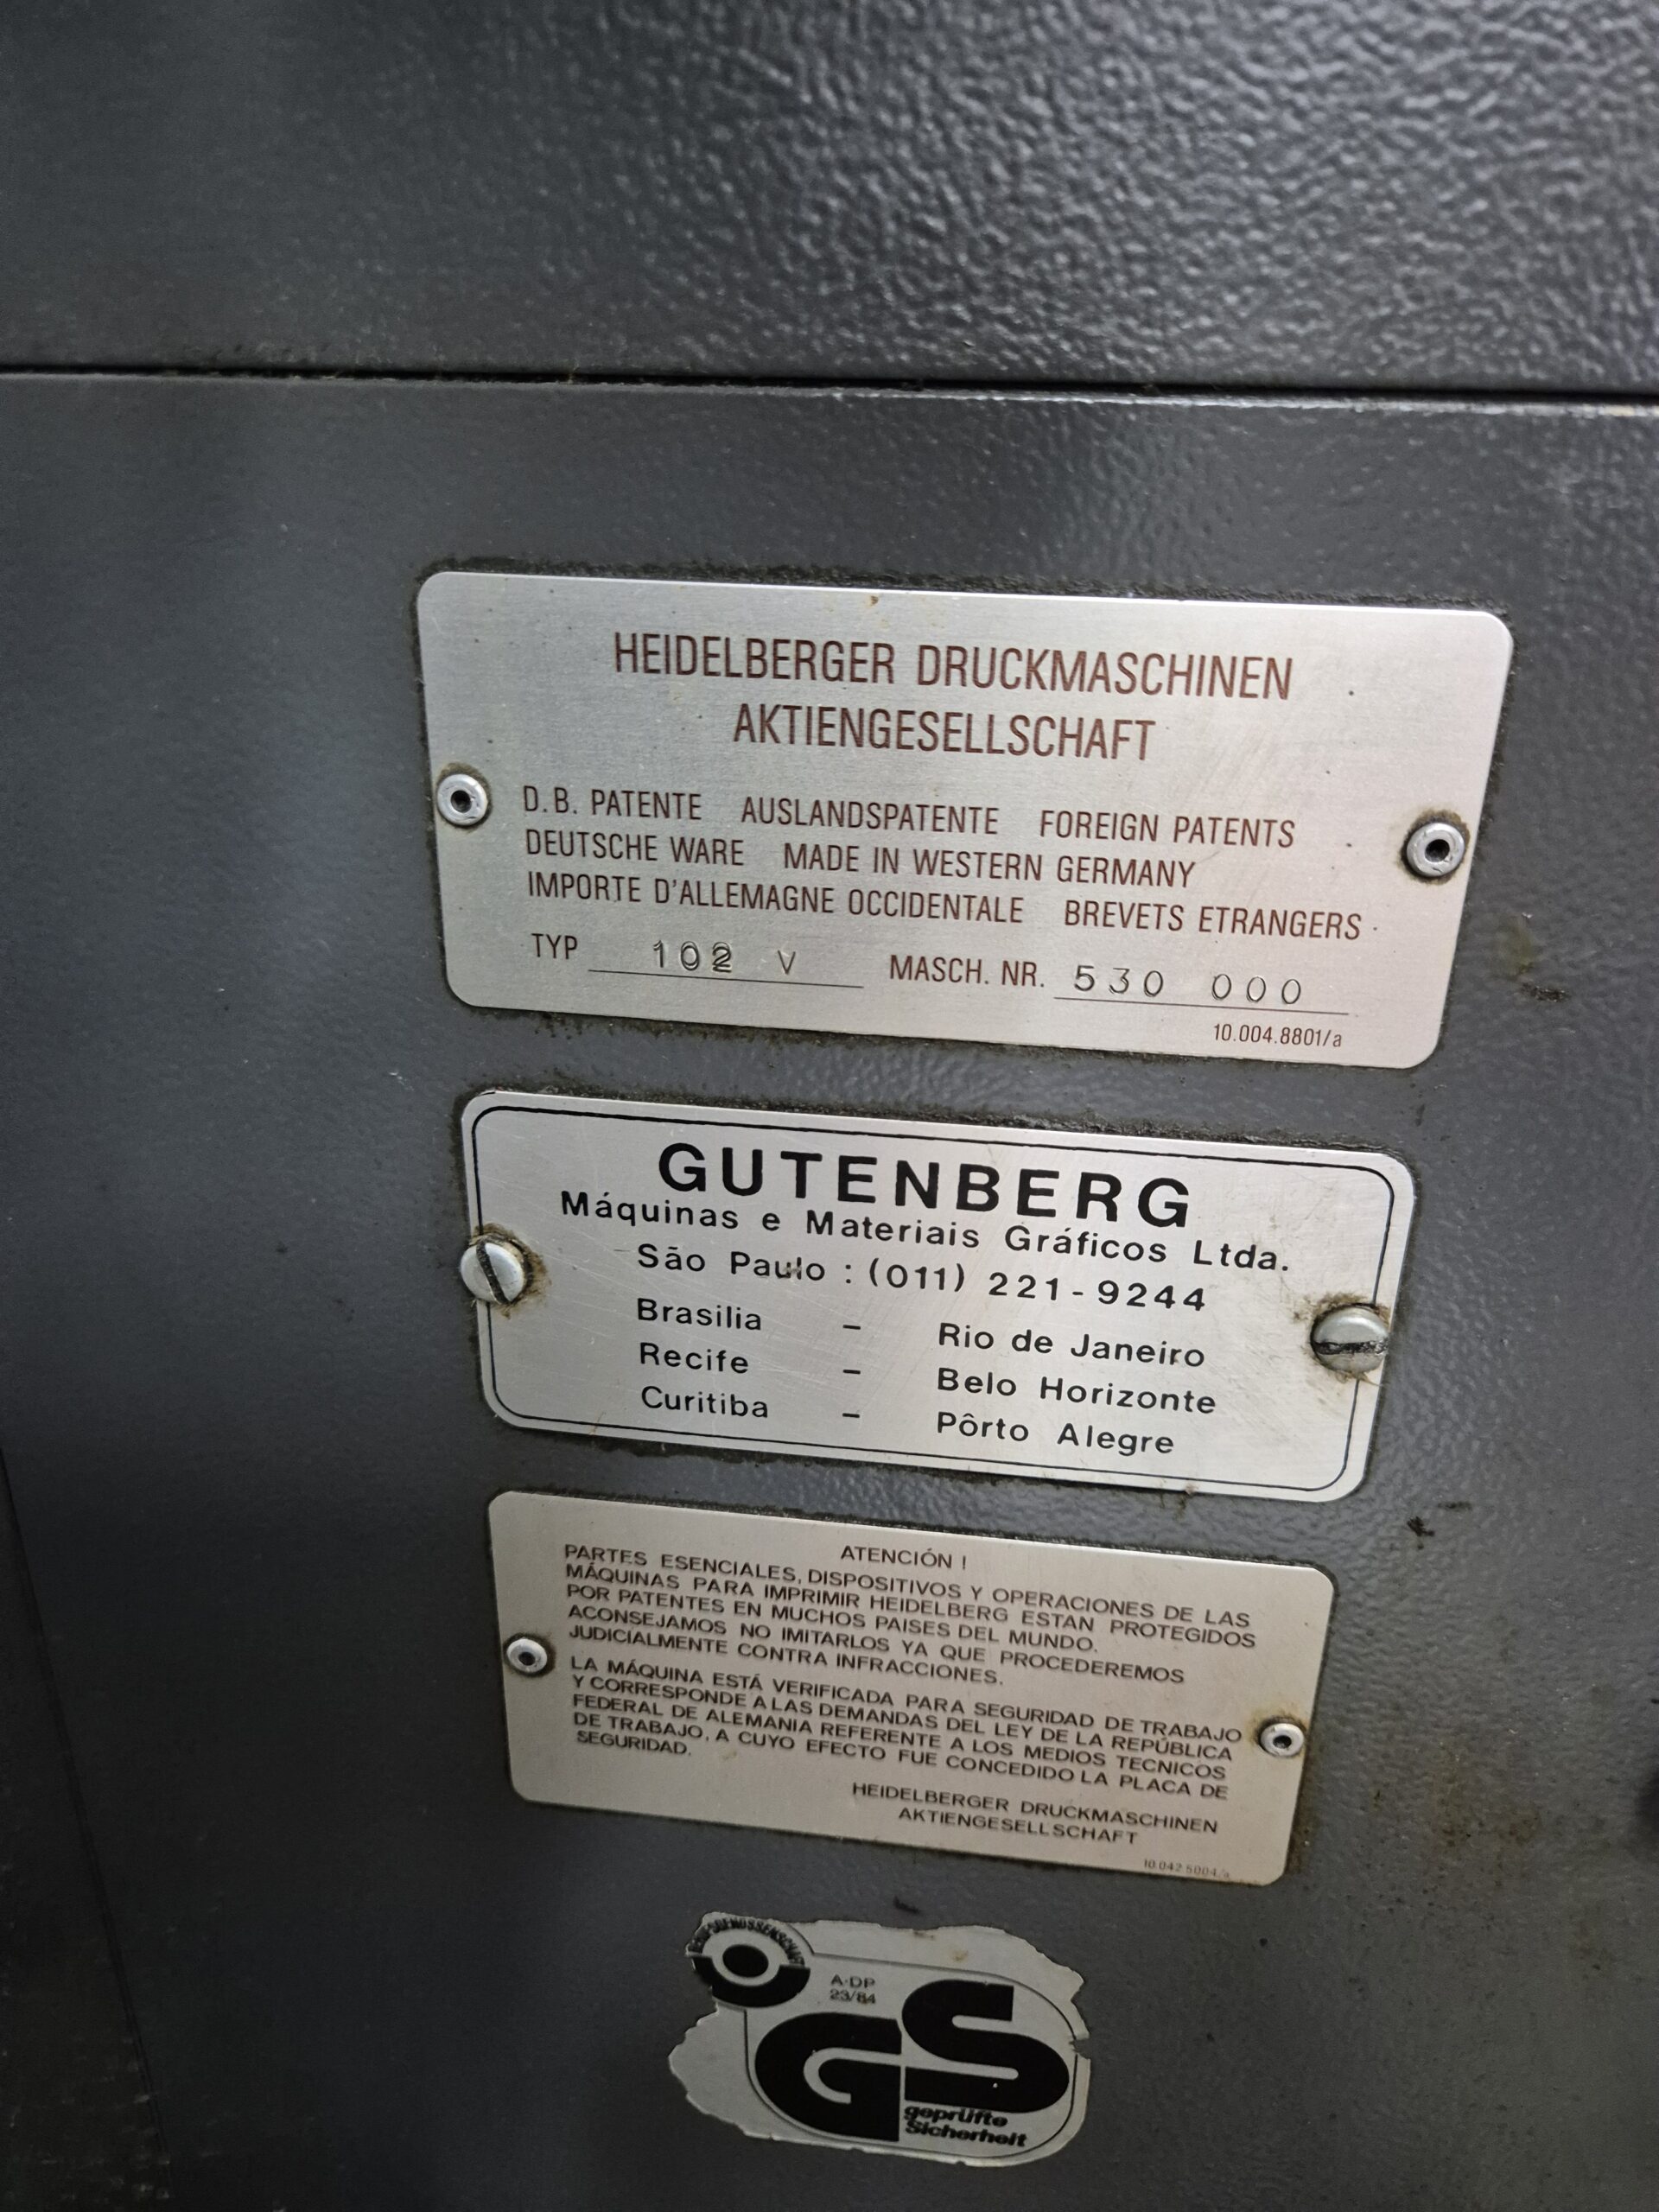 HEIDELBERGER DRUCKMASCHINEN
AKTIENGESELLSCHAFT
D.B. PATENTE AUSLANDSPATENTE FOREIGN PATENTS
DEUTSCHE WARE MADE IN WESTERN GERMANY
IMPORTE D'ALLEMAGNE OCCIDENTALE BREVETS ETRANGERS
TYP 102 V MASCH. NR. 530 000
10.004.8801/a
GUTENBERG
Máquinas e Materiais Gráficos Ltda.
São Paulo : (011) 221-9244
Brasilia - Rio de Janeiro
Recife - Belo Horizonte
Curitiba - Pôrto Alegre
ATENCIÓN !
PARTES ESENCIALES, DISPOSITIVOS Y OPERACIONES DE LAS
MÁQUINAS PARA IMPRIMIR HEIDELBERG ESTAN PROTEGIDOS
POR PATENTES EN MUCHOS PAISES DEL MUNDO.
ACONSEJAMOS NO IMITARLOS YA QUE PROCEDEREMOS
JUDICIALMENTE CONTRA INFRACCIONES.
LA MÁQUINA ESTÁ VERIFICADA PARA SEGURIDAD DE TRABAJO
Y CORRESPONDE A LAS DEMANDAS DEL LEY DE LA REPÚBLICA
FEDERAL DE ALEMANIA REFERENTE A LOS MEDIOS TECNICOS
DE TRABAJO, A CUYO EFECTO FUE CONCEDIDO LA PLACA DE
SEGURIDAD.
HEIDELBERGER DRUCKMASCHINEN
AKTIENGESELLSCHAFT
A-DP
23/84
GS
geprüfte
Sicherheit